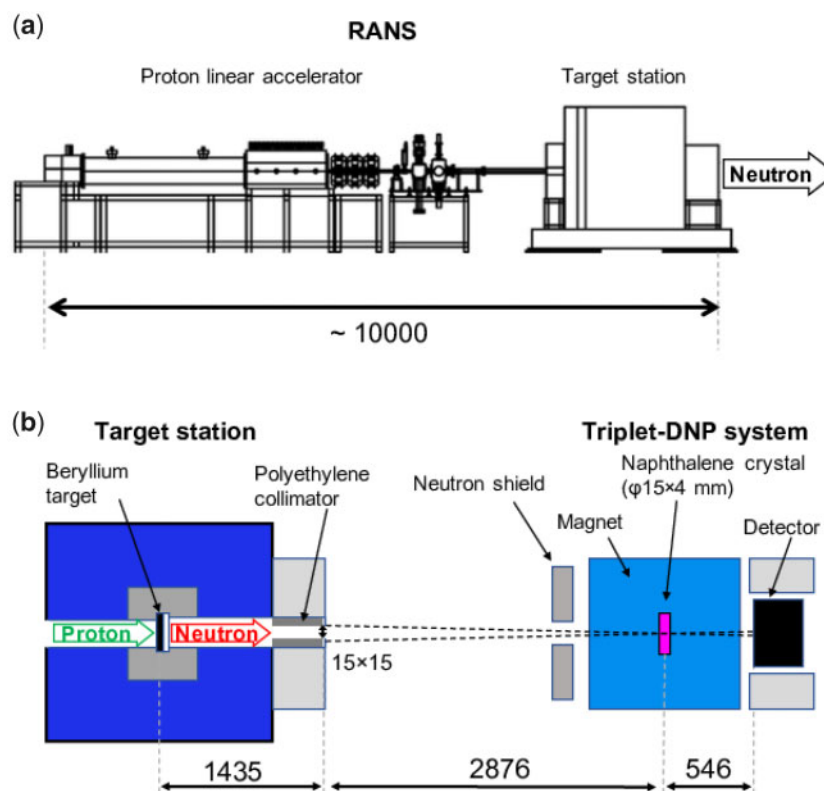 (a)
RANS
Proton linear accelerator
Target station
Neutron
~ 10000
(b)
Target station
Triplet-DNP system
Beryllium
target
Polyethylene
collimator
Neutron shield
Naphthalene crystal
(φ15×4 mm)
Magnet
Detector
Proton
Neutron
15×15
1435
2876
546